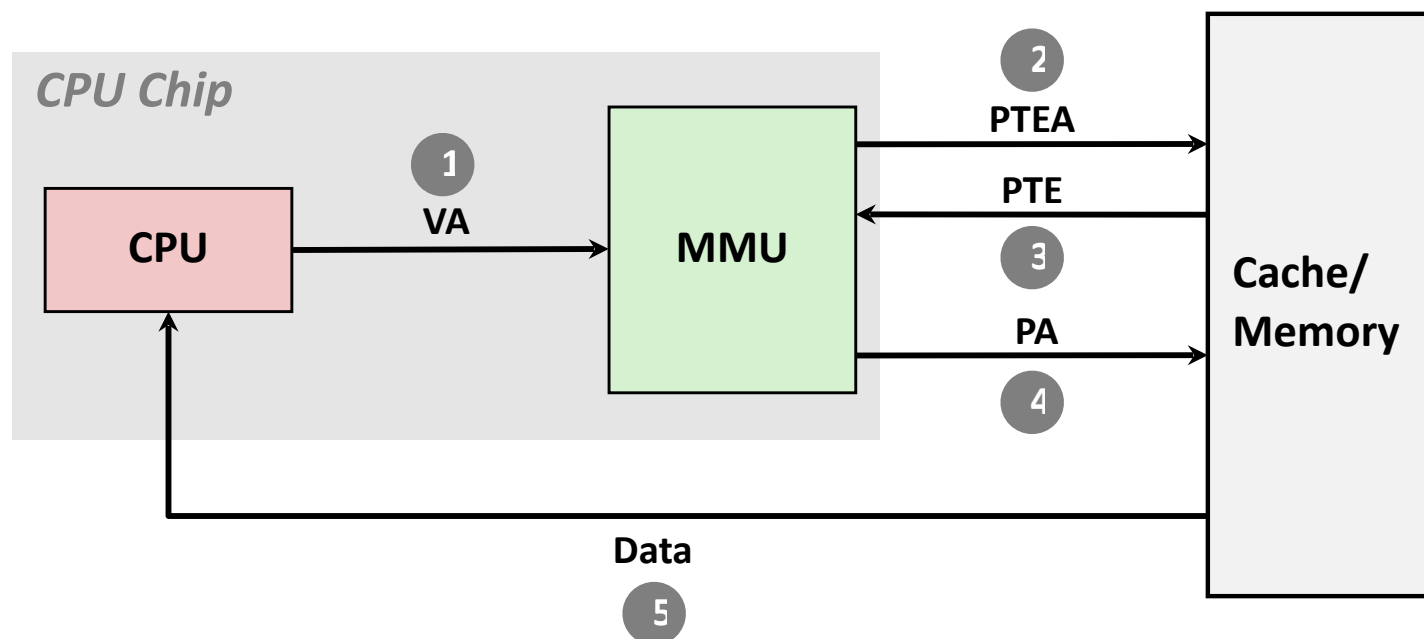 2
CPU Chip
PTEA
1
PTE
VA
CPU
MMU
3
Cache/
Memory
PA
4
Data
5